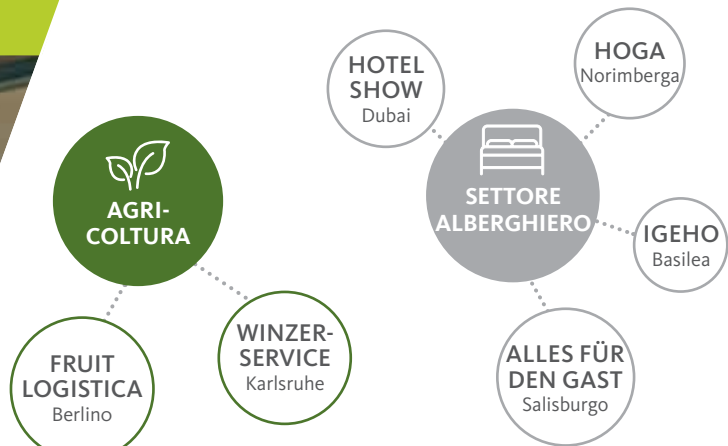 AGRI-
COLTURA
FRUIT
LOGISTICA
Berlino
WINZER-
SERVICE
Karlsruhe
HOTEL
SHOW
Dubai
HOGA
Norimberga
SETTORE
ALBERGHIERO
IGEHO
Basilea
ALLES FÜR
DEN GAST
Salisburgo